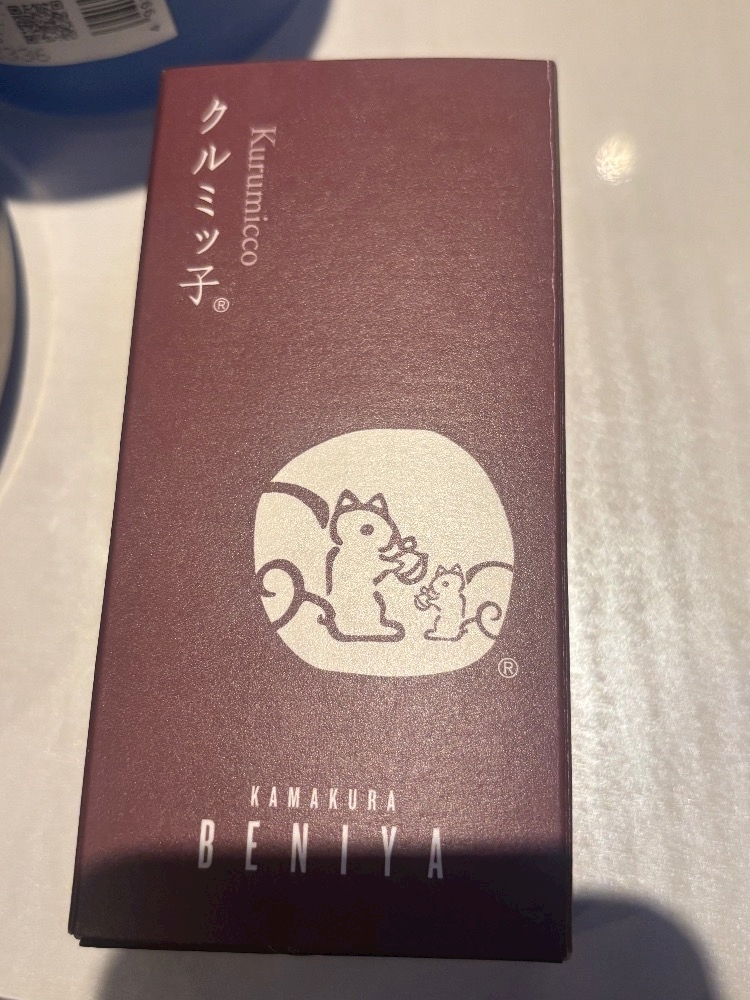 クルミッ子®
Kurumicco
®
KAMAKURA
BENIYA